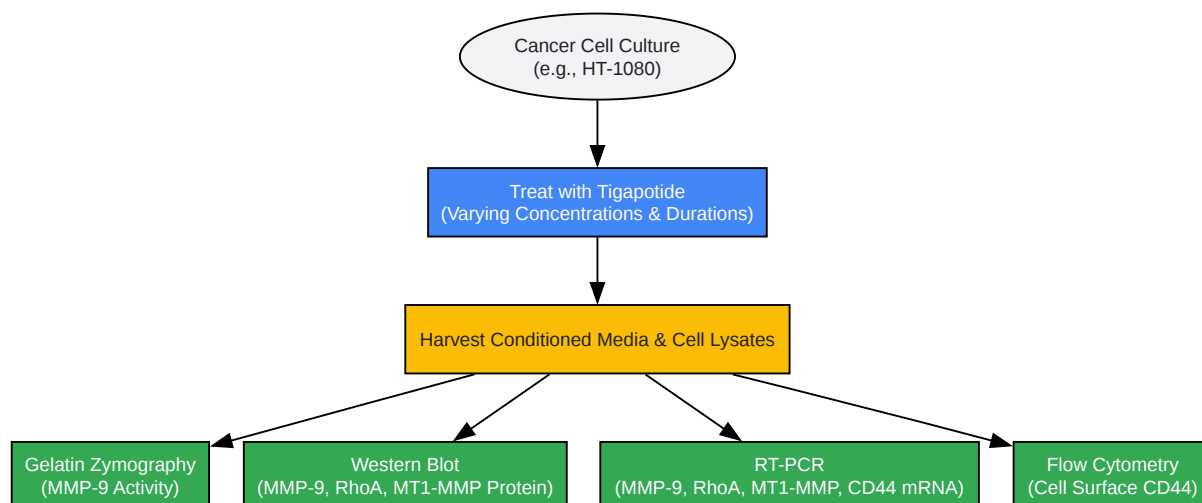 Cancer Cell Culture
(e.g., HT-1080)
Treat with Tigapotide
(Varying Concentrations & Durations)
Harvest Conditioned Media & Cell Lysates
Gelatin Zymography
(MMP-9 Activity)
Western Blot
(MMP-9, RhoA, MT1-MMP Protein)
RT-PCR
(MMP-9, RhoA, MT1-MMP, CD44 mRNA)
Flow Cytometry
(Cell Surface CD44)